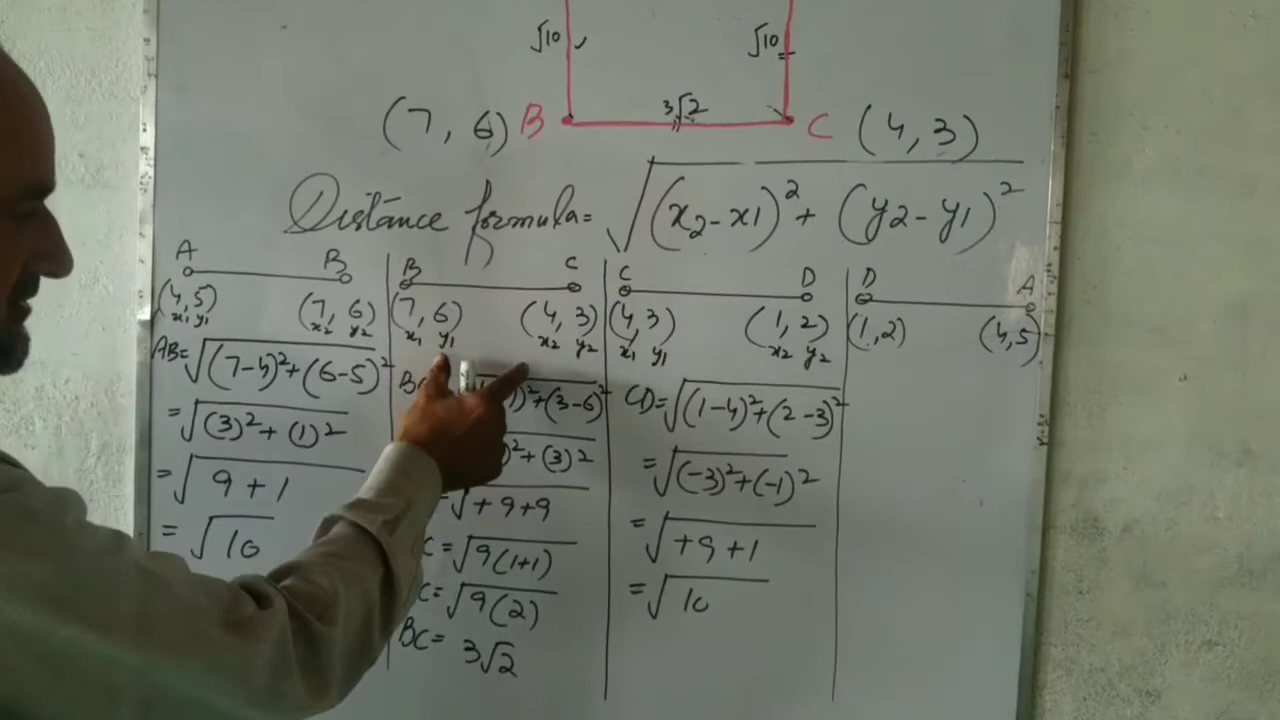 √10 √10
3√2
(7, 6) B C (4, 3)
Distance formula = √(x2 - x1)² + (y2 - y1)²
A B
(4, 5) (7, 6)
x1 y1 x2 y2
AB = √(7-4)² + (6-5)²
= √(3)² + (1)²
= √9 + 1
= √10
B C
(7, 6) (4, 3)
x1 y1 x2 y2
)² + (3-6)²
)² + (3)²
= √+9+9
C = √9(1+1)
C = √9(2)
BC = 3√2
C D
(4, 3) (1, 2)
x1 y1 x2 y2
CD = √(1-4)² + (2-3)²
= √(-3)² + (-1)²
= √+9+1
= √10
D A
(1, 2) (4, 5)